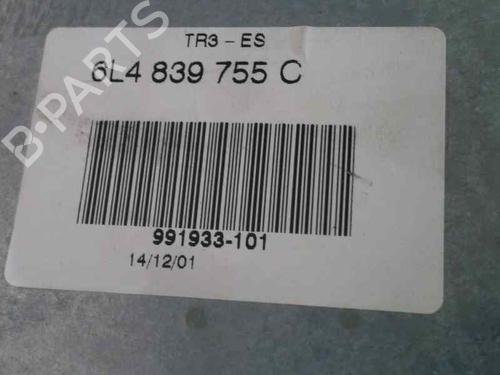 TR3 - ES
6L4 839 755 C
991933-101
14/12/01
B-PARTS